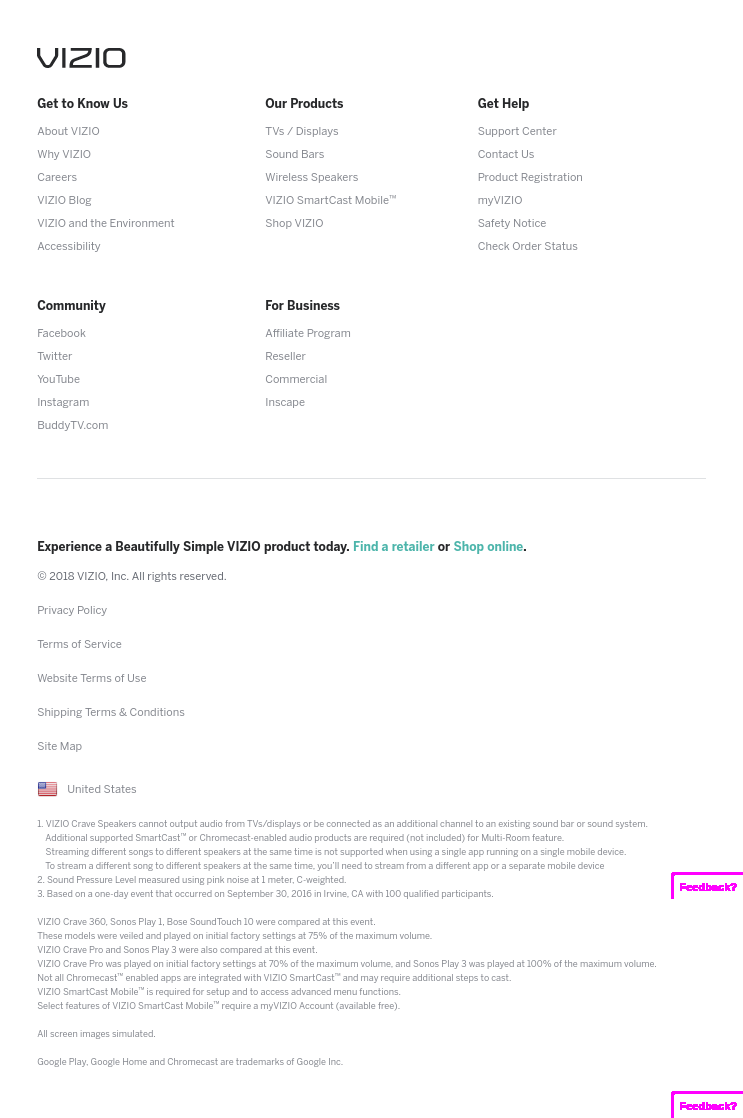 VIZIO
Get to Know Us
About VIZIO
Why VIZIO
Careers
VIZIO Blog
VIZIO and the Environment
Accessibility
Our Products
TVs / Displays
Sound Bars
Wireless Speakers
VIZIO SmartCast Mobile™
Shop VIZIO
Get Help
Support Center
Contact Us
Product Registration
myVIZIO
Safety Notice
Check Order Status
Community
Facebook
Twitter
YouTube
Instagram
BuddyTV.com
For Business
Affiliate Program
Reseller
Commercial
Inscape
Experience a Beautifully Simple VIZIO product today. Find a retailer or Shop online.
© 2018 VIZIO, Inc. All rights reserved.
Privacy Policy
Terms of Service
Website Terms of Use
Shipping Terms & Conditions
Site Map
United States
1. VIZIO Crave Speakers cannot output audio from TVs/displays or be connected as an additional channel to an existing sound bar or sound system.
Additional supported SmartCast™ or Chromecast-enabled audio products are required (not included) for Multi-Room feature.
Streaming different songs to different speakers at the same time is not supported when using a single app running on a single mobile device.
To stream a different song to different speakers at the same time, you'll need to stream from a different app or a separate mobile device
2. Sound Pressure Level measured using pink noise at 1 meter, C-weighted.
3. Based on a one-day event that occurred on September 30, 2016 in Irvine, CA with 100 qualified participants.
Feedback?
VIZIO Crave 360, Sonos Play 1, Bose SoundTouch 10 were compared at this event.
These models were veiled and played on initial factory settings at 75% of the maximum volume.
VIZIO Crave Pro and Sonos Play 3 were also compared at this event.
VIZIO Crave Pro was played on initial factory settings at 70% of the maximum volume, and Sonos Play 3 was played at 100% of the maximum volume.
Not all Chromecast™ enabled apps are integrated with VIZIO SmartCast™ and may require additional steps to cast.
VIZIO SmartCast Mobile™ is required for setup and to access advanced menu functions.
Select features of VIZIO SmartCast Mobile™ require a myVIZIO Account (available free).
All screen images simulated.
Google Play, Google Home and Chromecast are trademarks of Google Inc.
Feedback?